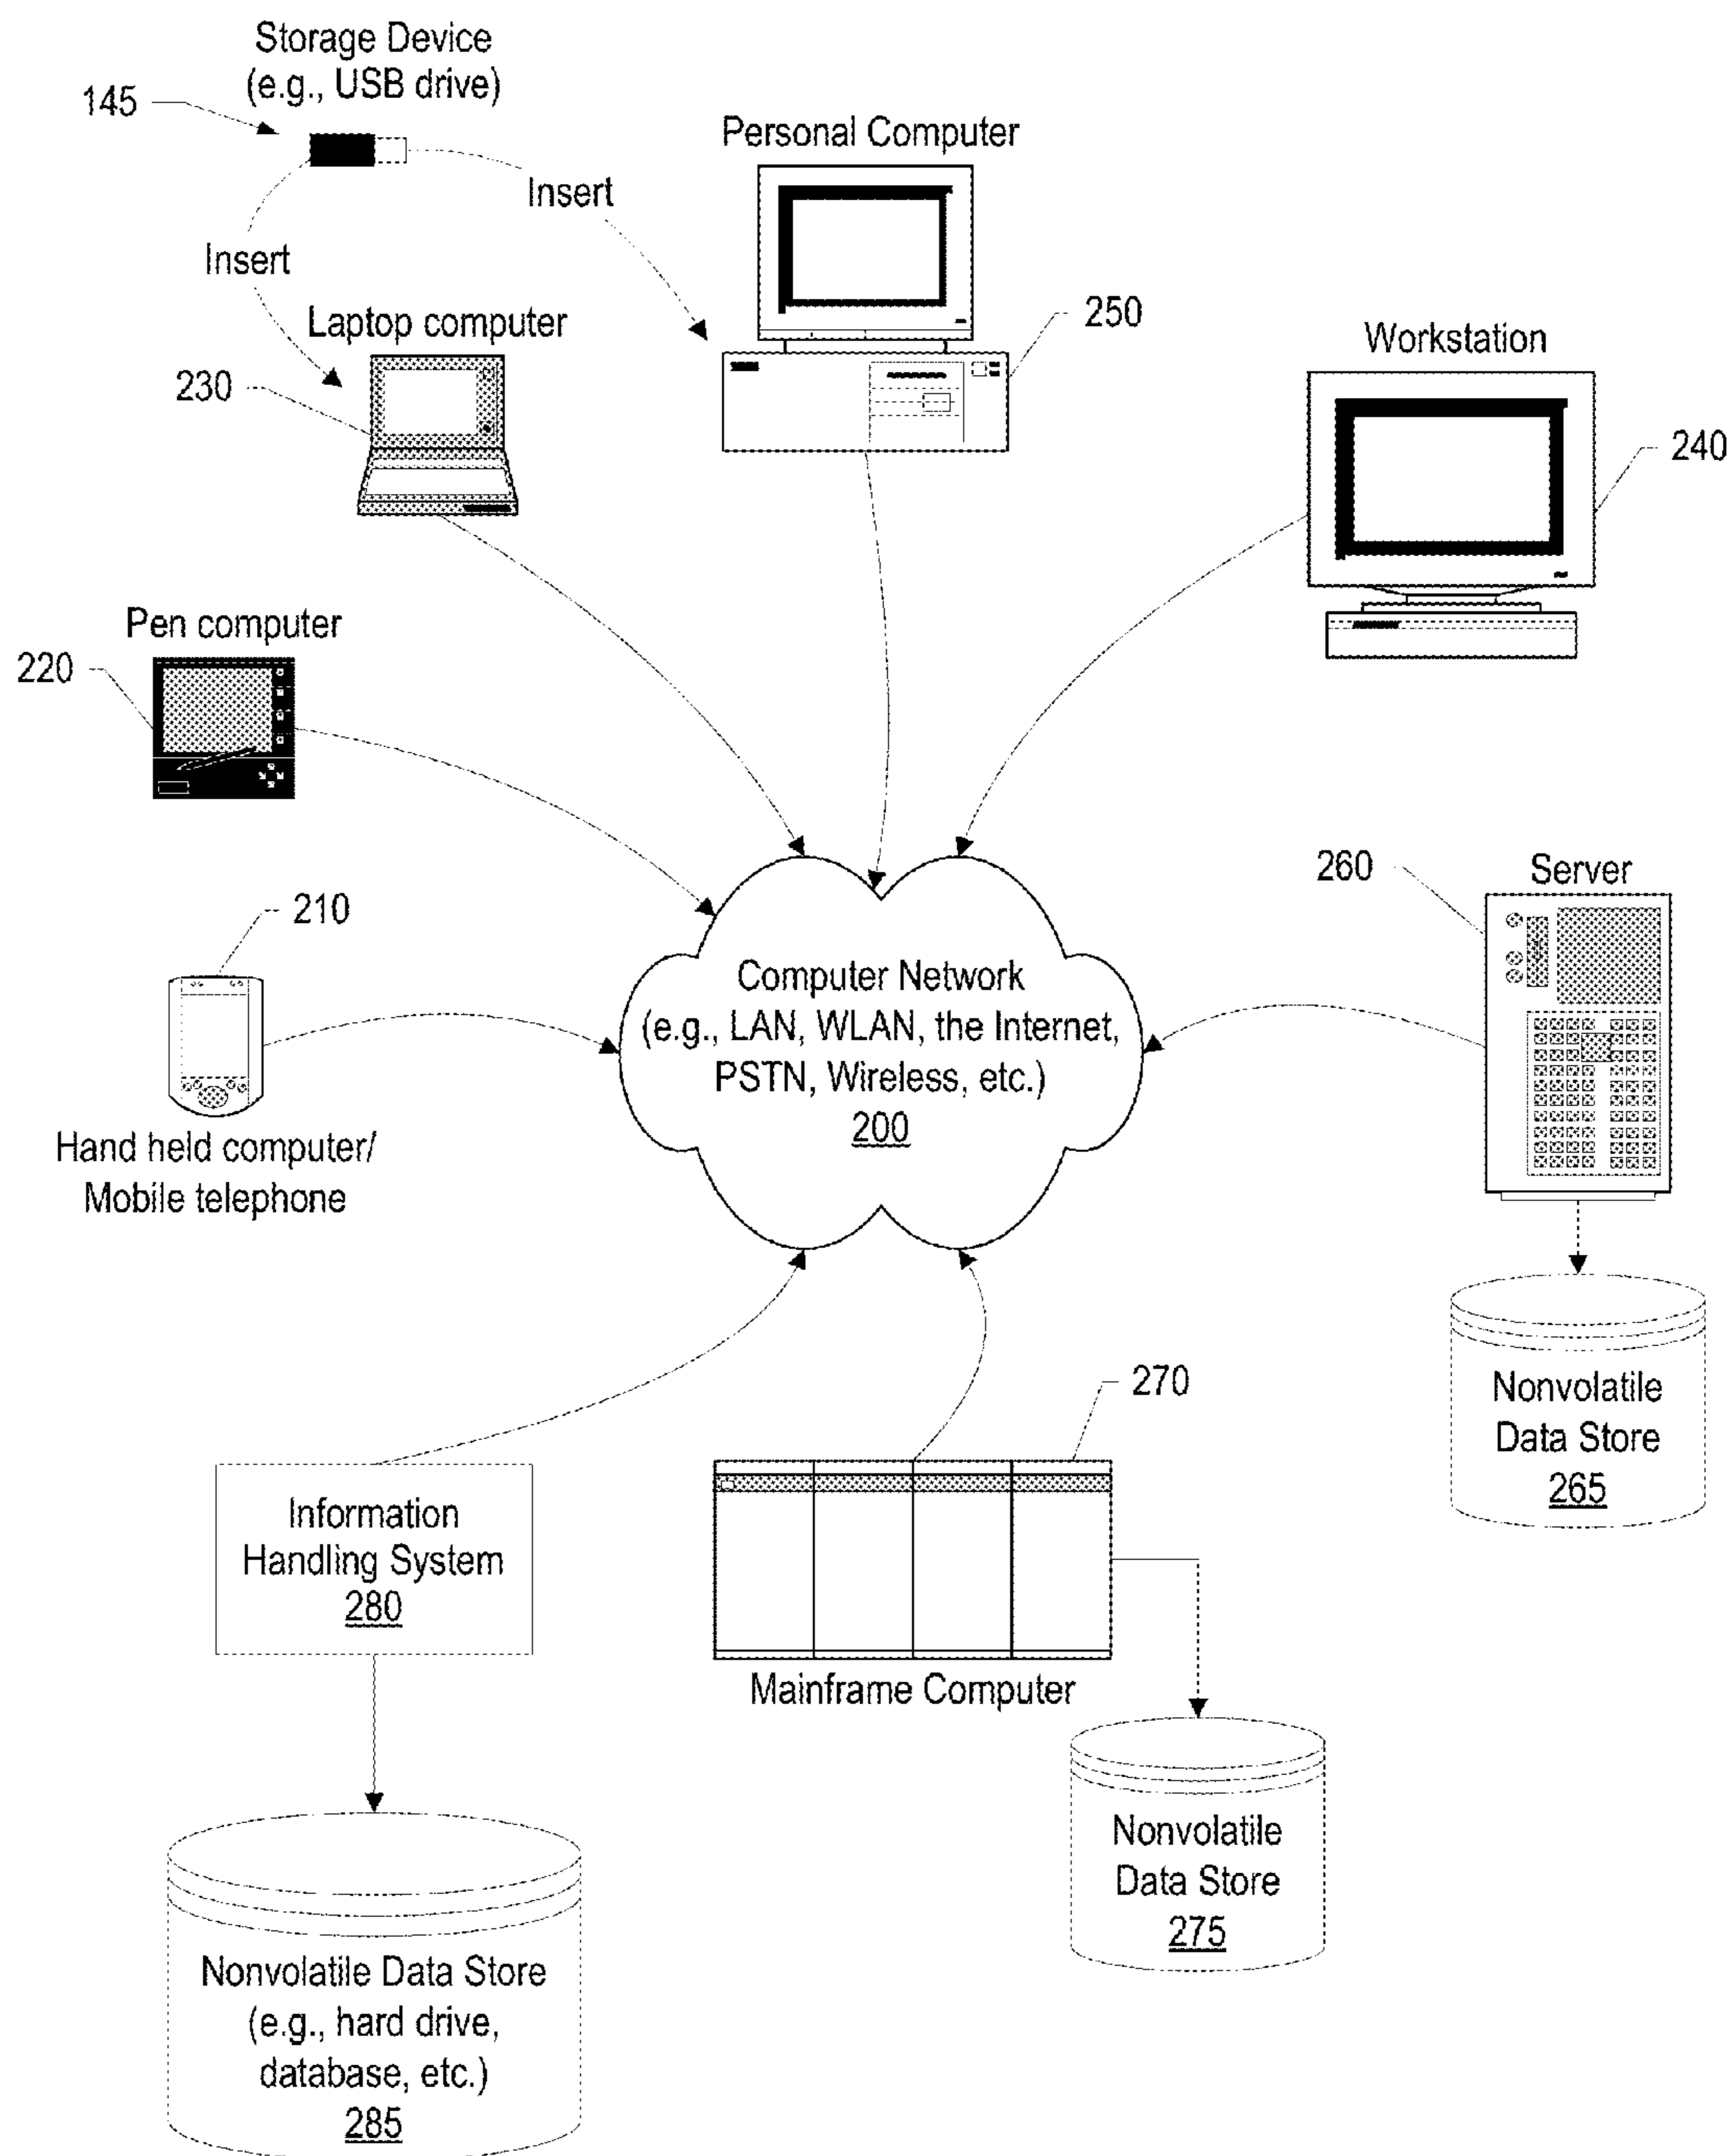 Storage Device
(e.g., USB drive)
145
Personal Computer
Insert
Insert
Laptop computer
250
Workstation
230
240
Pen computer
220
260
Server
210
Computer Network
(e.g., LAN, WLAN, the Internet,
PSTN, Wireless, etc.)
200
Hand held computer/
Mobile telephone
270
Nonvolatile
Data Store
265
Information
Handling System
280
Mainframe Computer
Nonvolatile
Data Store
275
Nonvolatile Data Store
(e.g., hard drive,
database, etc.)
285